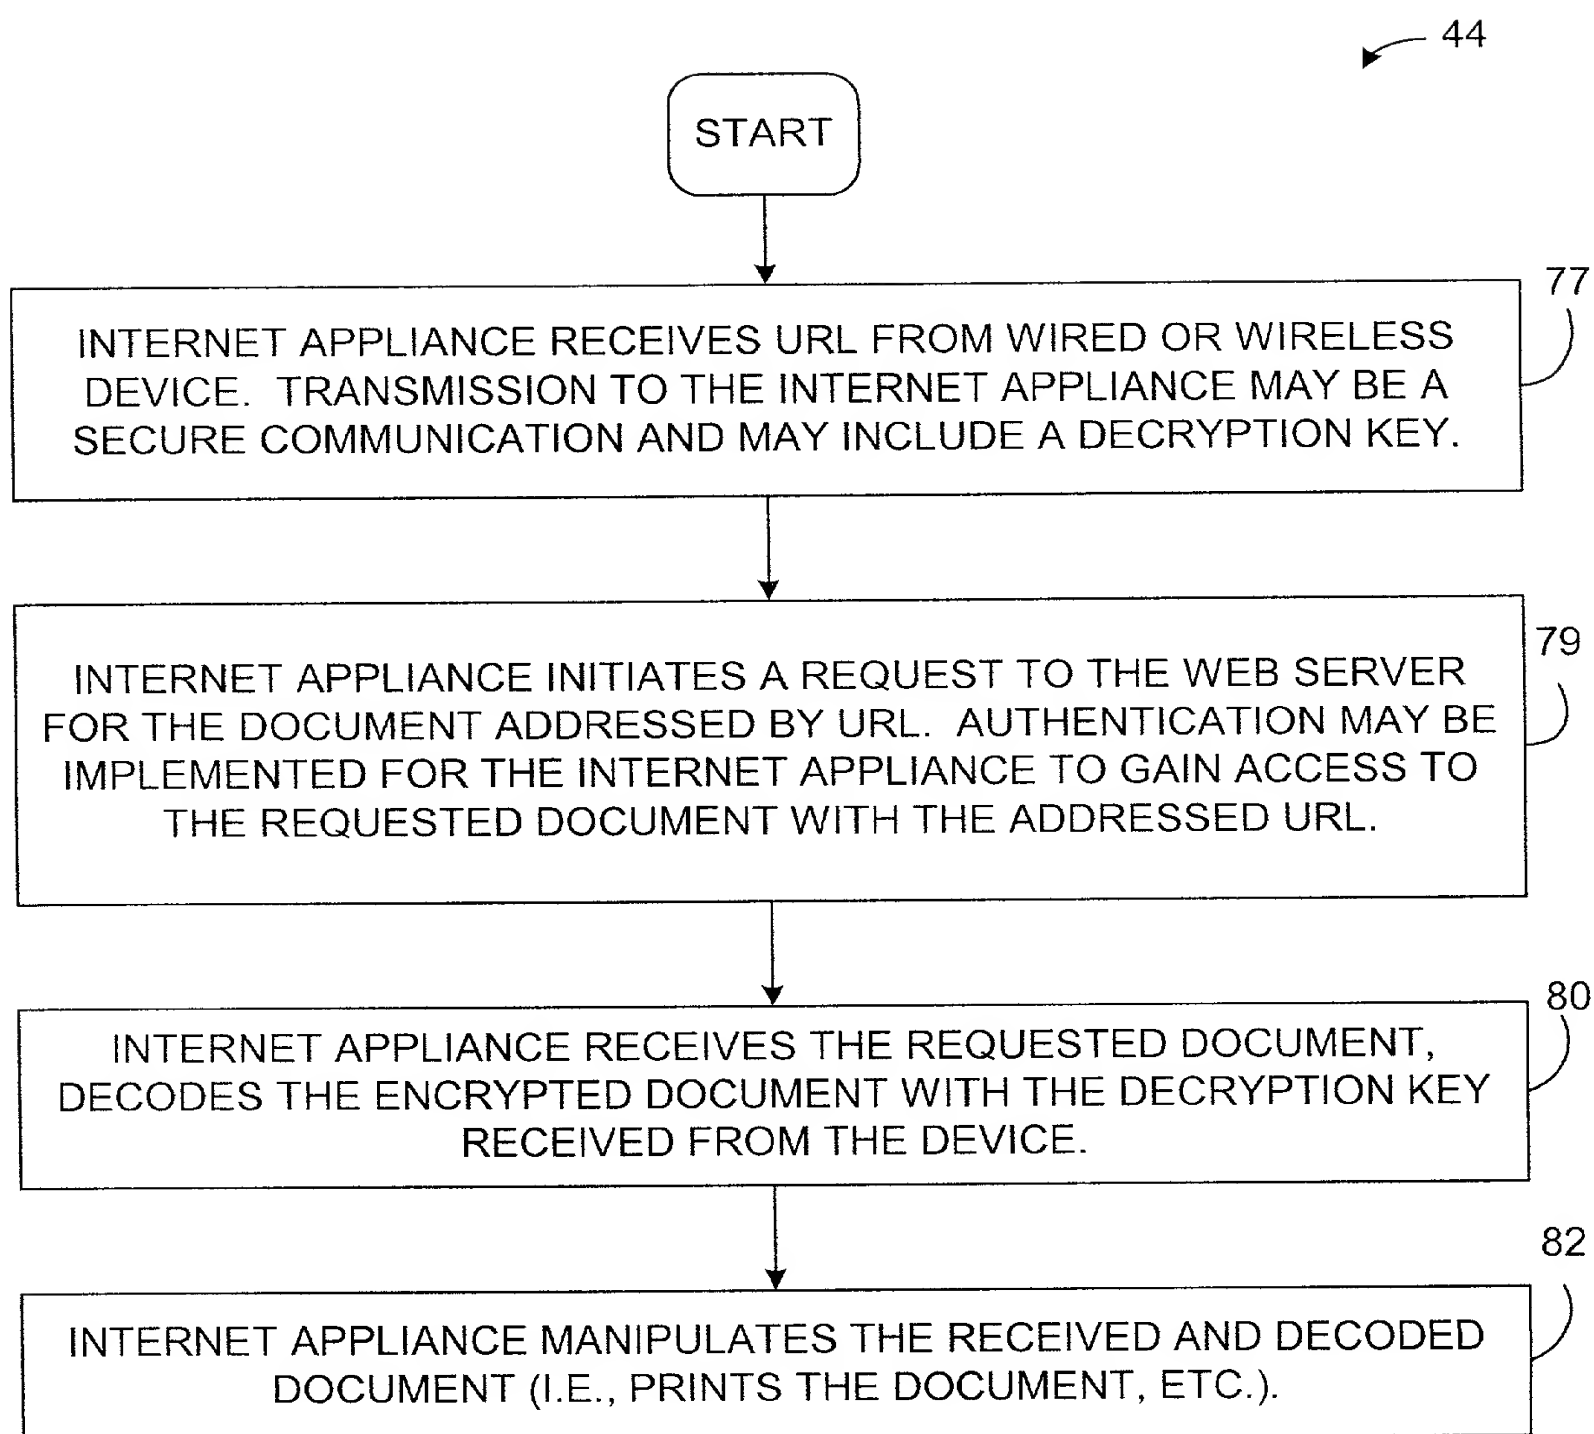 44
START
77
INTERNET APPLIANCE RECEIVES URL FROM WIRED OR WIRELESS
DEVICE. TRANSMISSION TO THE INTERNET APPLIANCE MAY BE A
SECURE COMMUNICATION AND MAY INCLUDE A DECRYPTION KEY.
79
INTERNET APPLIANCE INITIATES A REQUEST TO THE WEB SERVER
FOR THE DOCUMENT ADDRESSED BY URL. AUTHENTICATION MAY BE
IMPLEMENTED FOR THE INTERNET APPLIANCE TO GAIN ACCESS TO
THE REQUESTED DOCUMENT WITH THE ADDRESSED URL.
80
INTERNET APPLIANCE RECEIVES THE REQUESTED DOCUMENT,
DECODES THE ENCRYPTED DOCUMENT WITH THE DECRYPTION KEY
RECEIVED FROM THE DEVICE.
82
INTERNET APPLIANCE MANIPULATES THE RECEIVED AND DECODED
DOCUMENT (I.E., PRINTS THE DOCUMENT, ETC.).